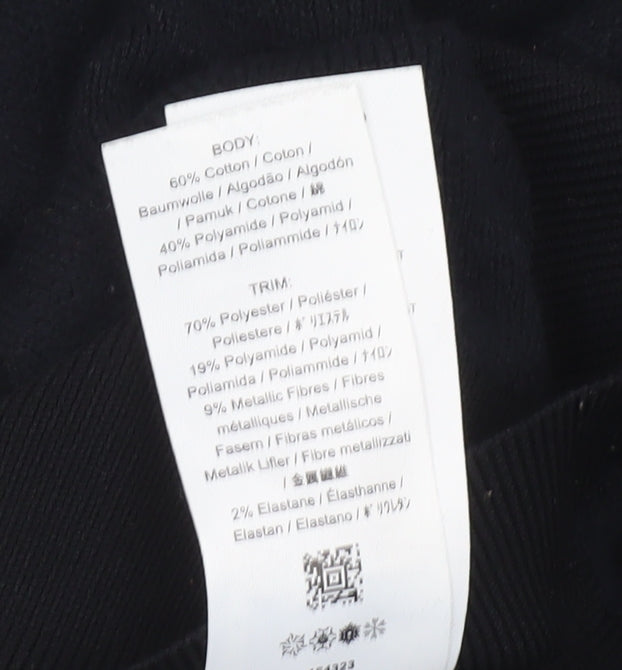 BODY:
60% Cotton / Coton /
Baumwolle / Algodão / Algodón
/ Pamuk / Cotone / 綿
40% Polyamide / Polyamid /
Poliamida / Poliammide / ナイロン
TRIM:
70% Polyester / Poliéster /
Poliestere / ポリエステル
19% Polyamide / Polyamid /
Poliamida / Poliammide / ナイロン
9% Metallic Fibres / Fibres
métalliques / Metallische
Fasern / Fibras metálicos /
Metalik Lifler / Fibre metallizzati
/ 金属繊維
2% Elastane / Élasthanne /
Elastan / Elastano / ポリウレタン